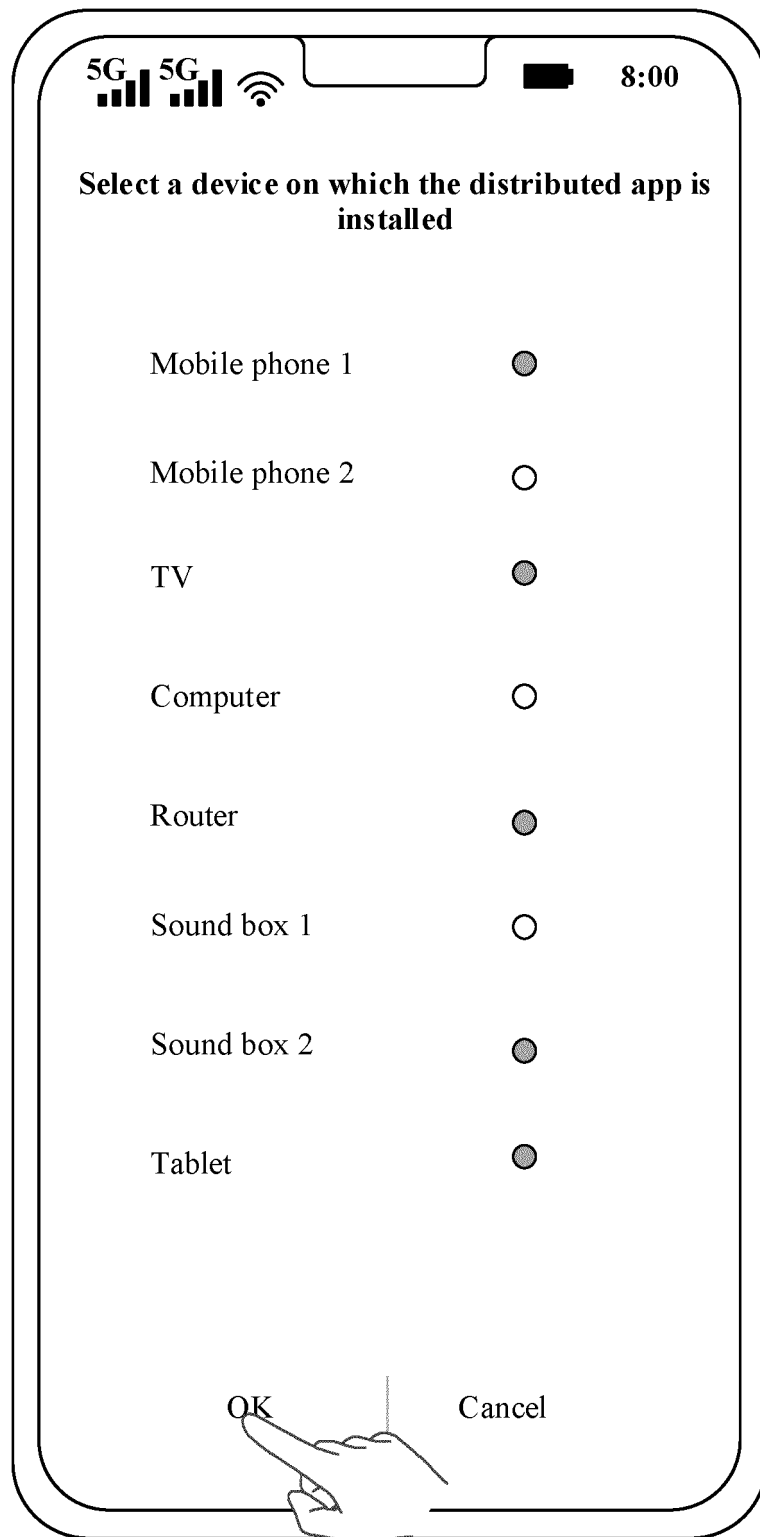 5G 5G 8:00
Select a device on which the distributed app is
installed
Mobile phone 1
Mobile phone 2
TV
Computer
Router
Sound box 1
Sound box 2
Tablet
OK Cancel